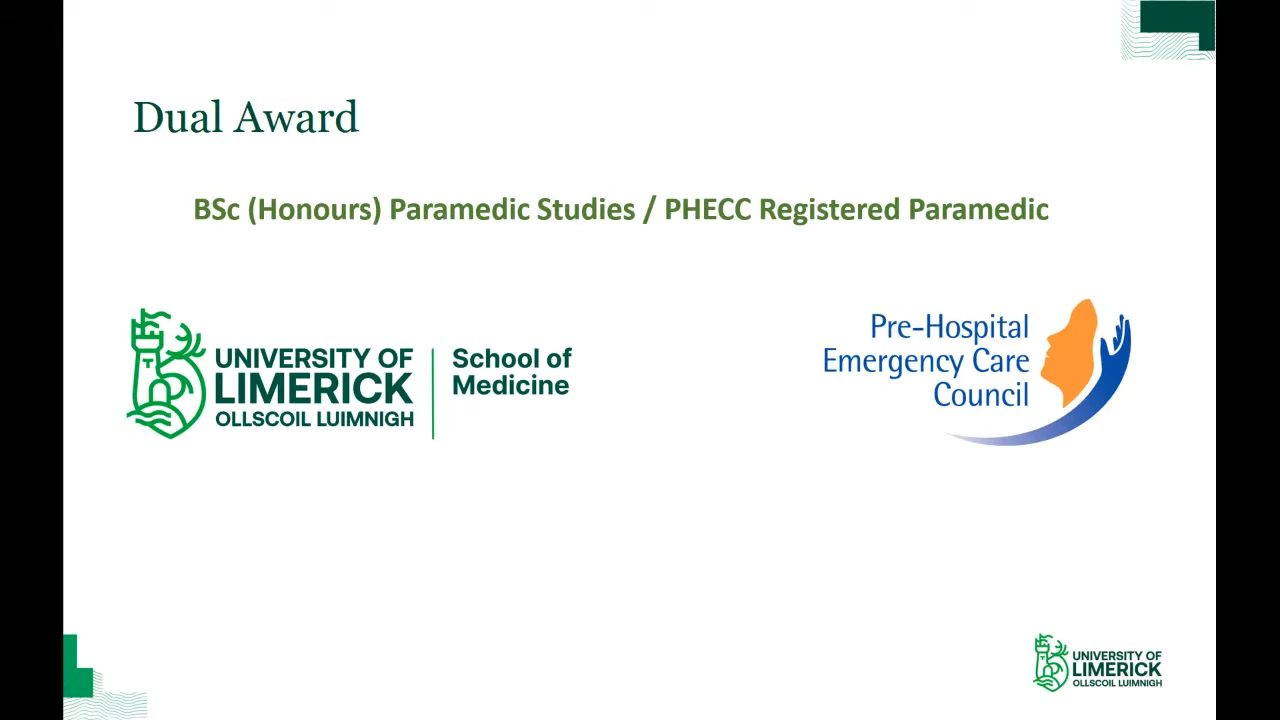 Dual Award
BSc (Honours) Paramedic Studies / PHECC Registered Paramedic
UNIVERSITY OF
LIMERICK
OLLSCOIL LUIMNIGH
School of
Medicine
Pre-Hospital
Emergency Care
Council
UNIVERSITY OF
LIMERICK
OLLSCOIL LUIMNIGH